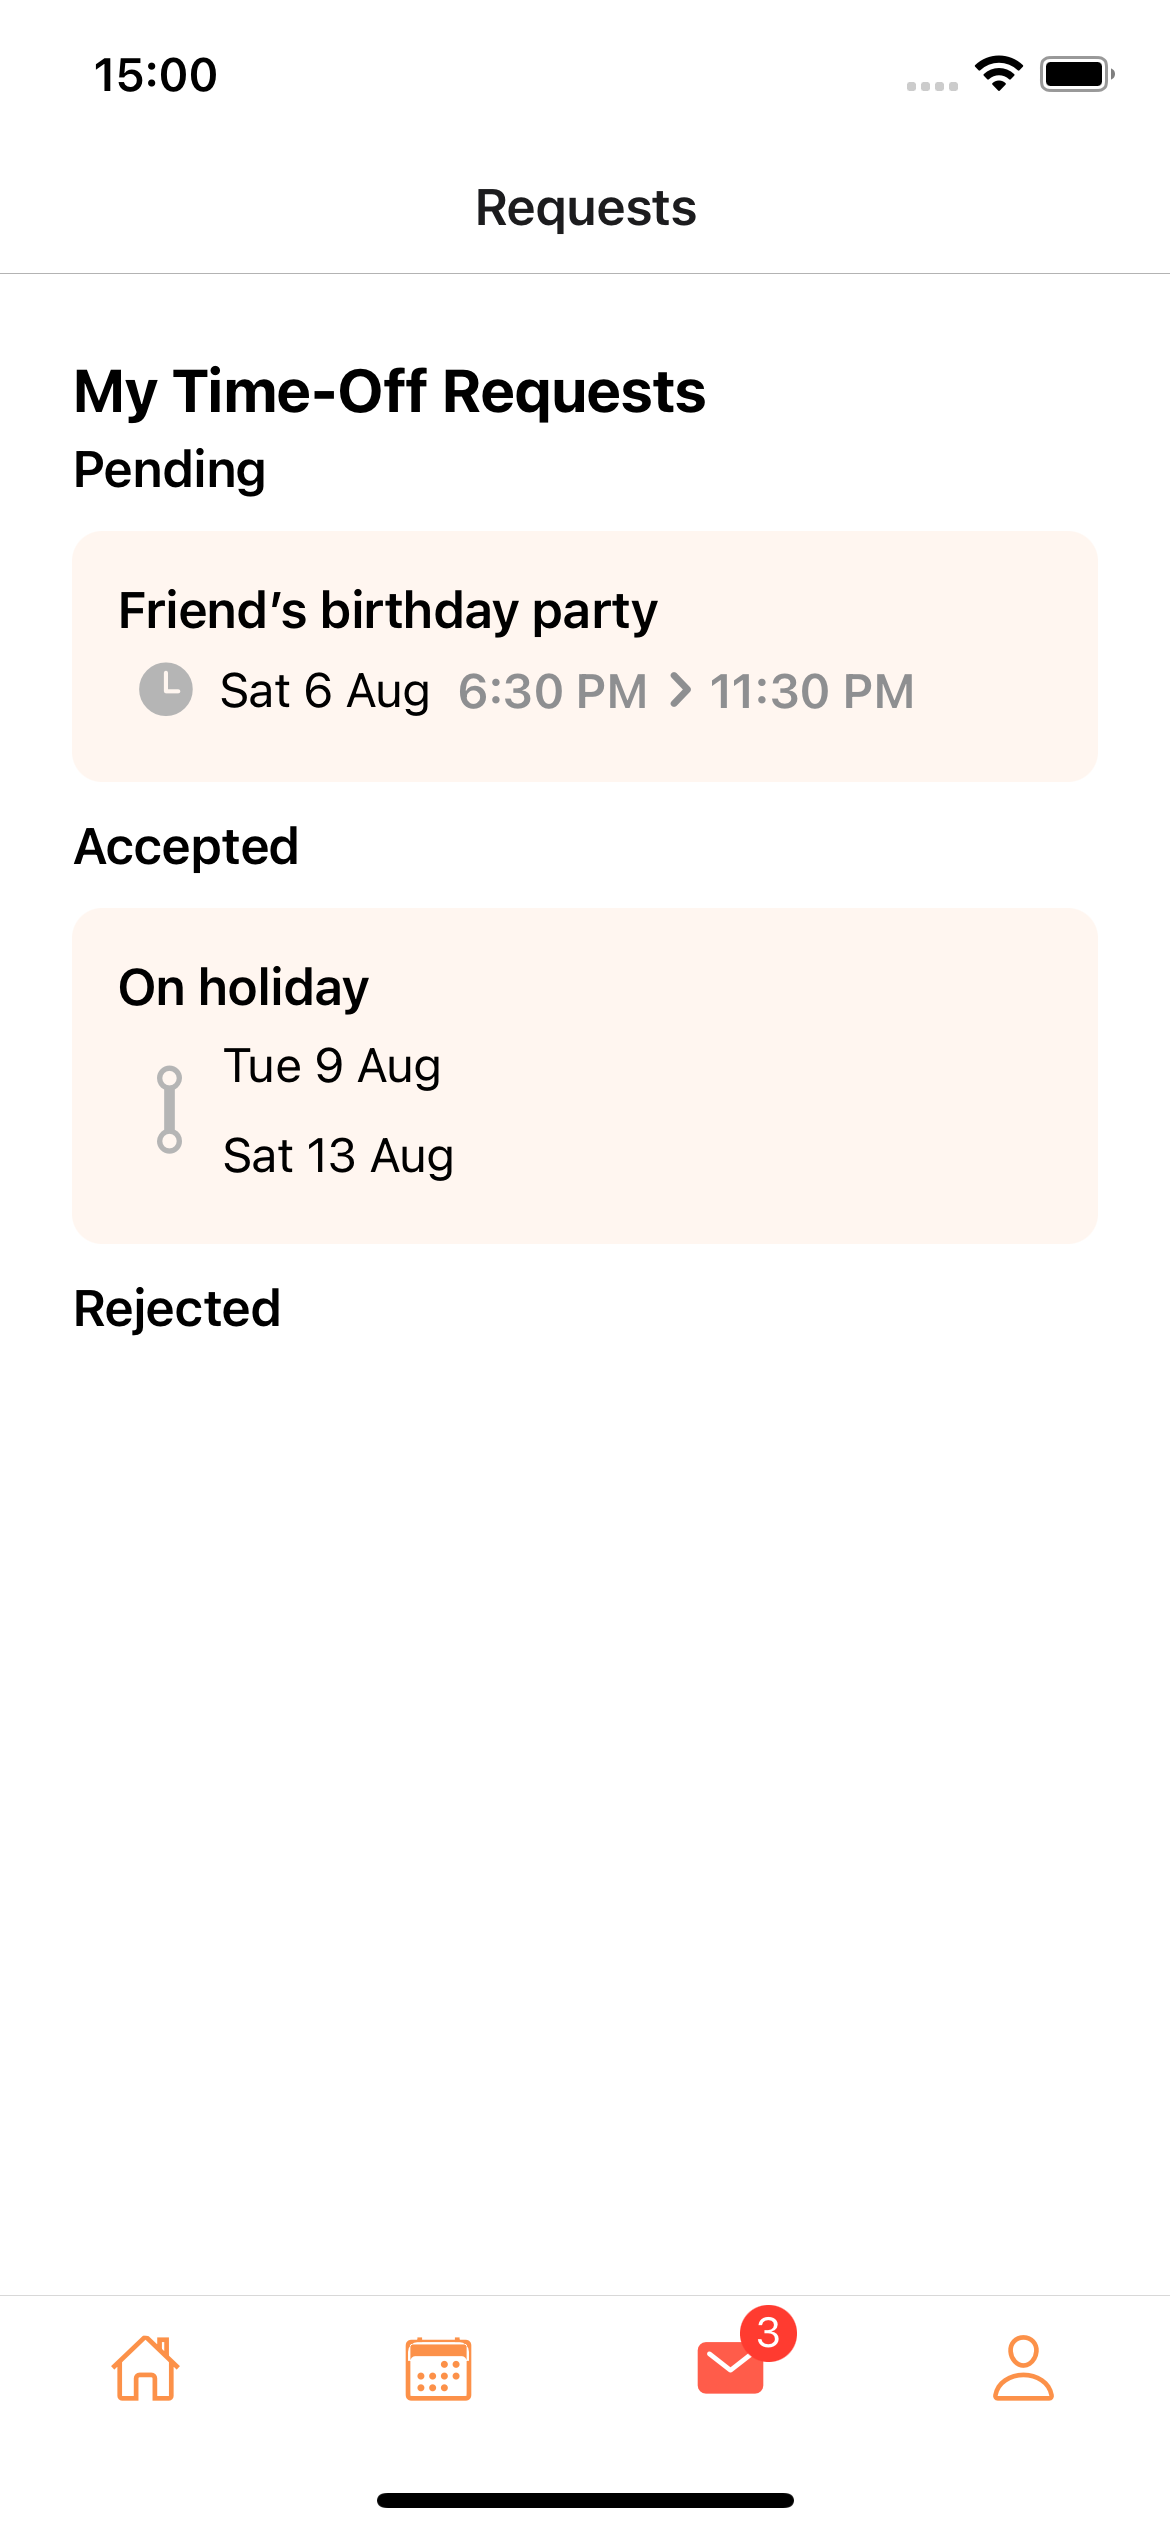 15:00
Requests
My Time-Off Requests
Pending
Friend’s birthday party
Sat 6 Aug 6:30 PM > 11:30 PM
Accepted
On holiday
Tue 9 Aug
Sat 13 Aug
Rejected
3